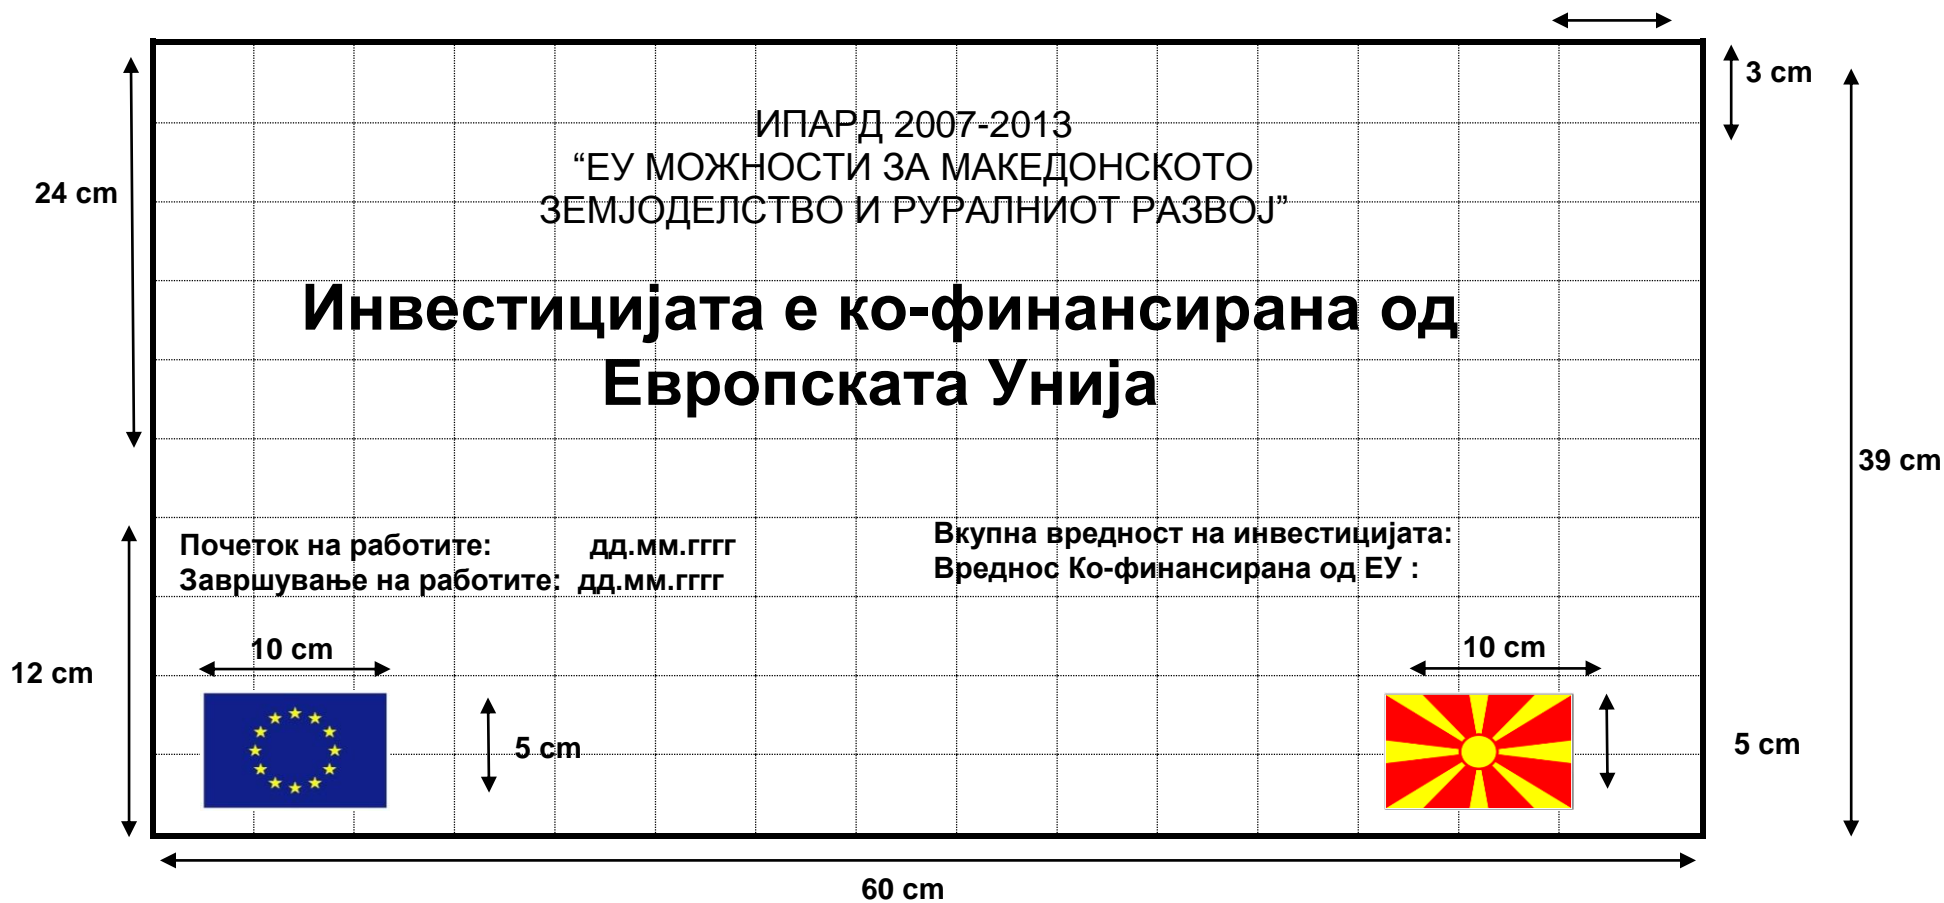 3 cm
ИПАРД 2007-2013
“ЕУ МОЖНОСТИ ЗА МАКЕДОНСКОТО
ЗЕМЈОДЕЛСТВО И РУРАЛНИОТ РАЗВОЈ”
24 cm
Инвестицијата е ко-финансирана од
Европската Унија
39 cm
Почеток на работите: дд.мм.гггг
Завршување на работите: дд.мм.гггг
Вкупна вредност на инвестицијата:
Вреднос Ко-финансирана од ЕУ :
12 cm
10 cm
10 cm
5 cm
5 cm
60 cm